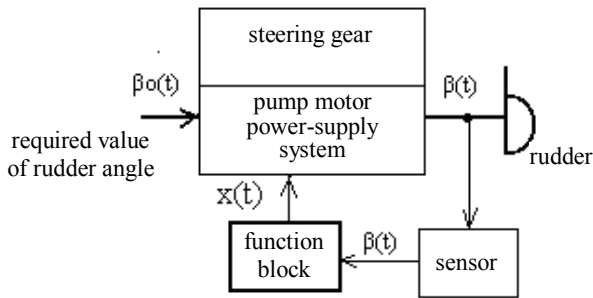 steering gear
βo(t)
pump motor
power-supply
system
β(t)
required value
of rudder angle
rudder
x(t)
function
block
β(t)
sensor